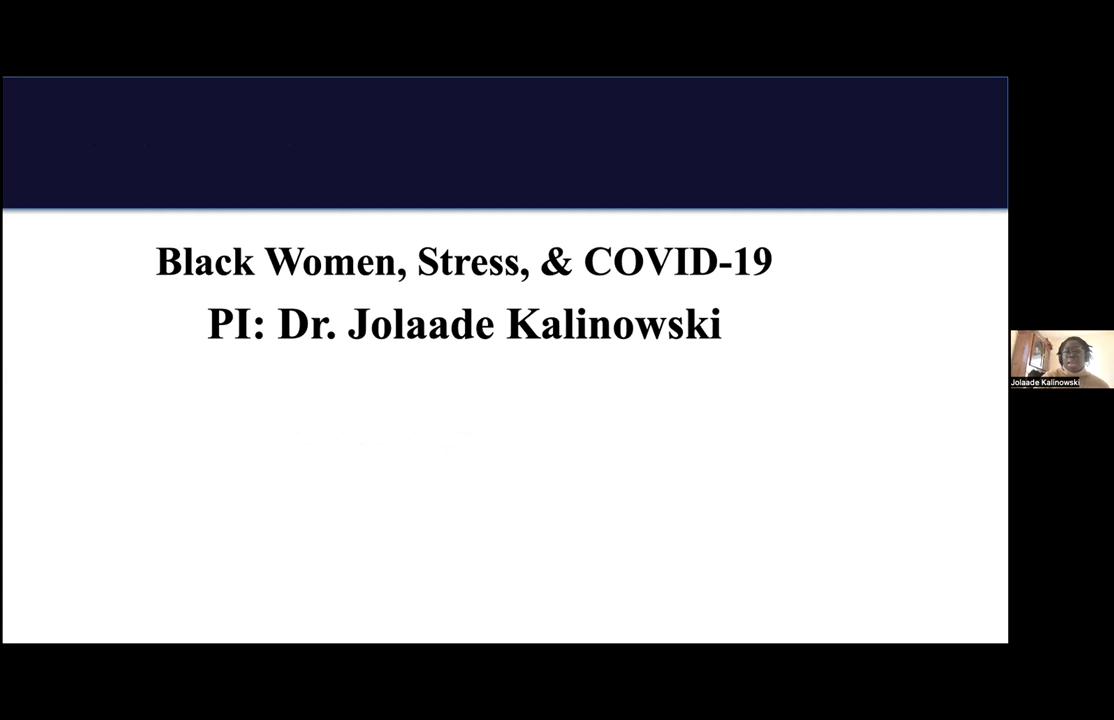 Black Women, Stress, & COVID-19
PI: Dr. Jolaade Kalinowski
Jolaade Kalinowski